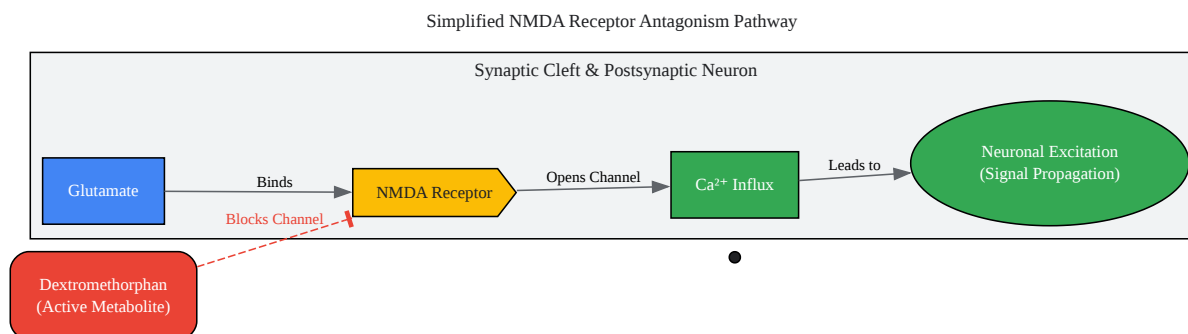 Simplified NMDA Receptor Antagonism Pathway
Synaptic Cleft & Postsynaptic Neuron
Glutamate
Binds
Blocks Channel
NMDA Receptor
Opens Channel
Ca²⁺ Influx
Leads to
Neuronal Excitation
(Signal Propagation)
Dextromethorphan
(Active Metabolite)